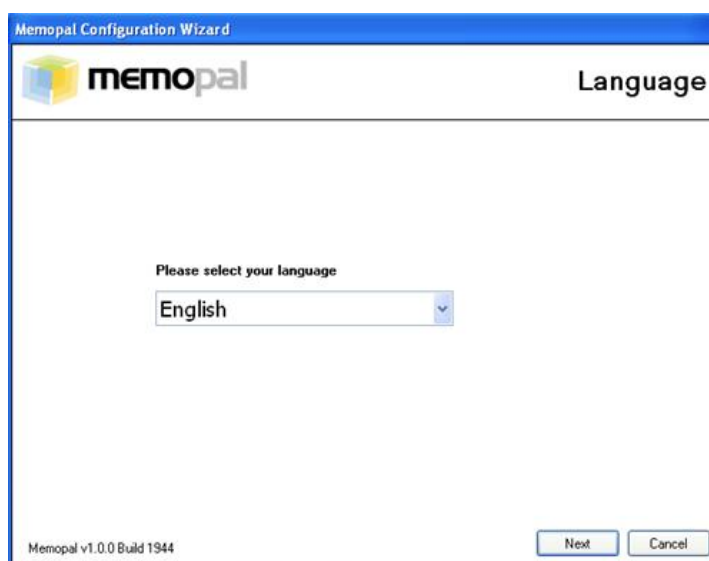 Memopal Configuration Wizard
memopal
Language
Please select your language
English
Memopal v1.0.0 Build 1944
Next
Cancel